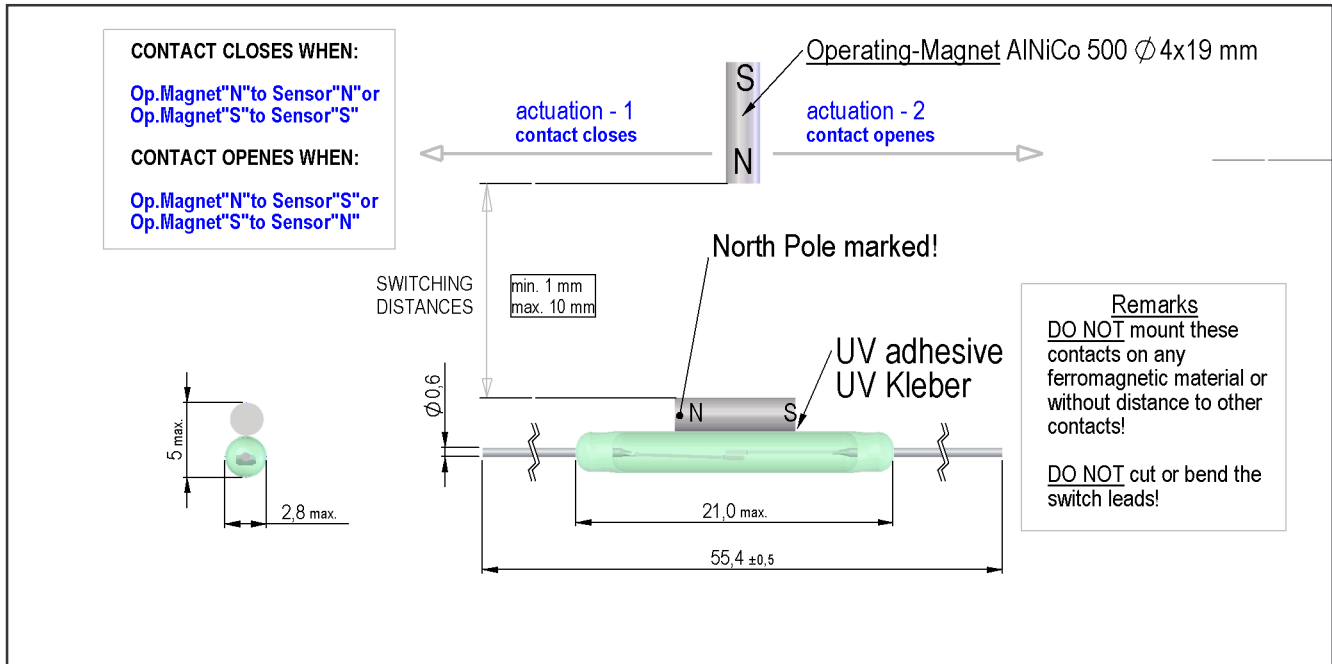 CONTACT CLOSES WHEN:
Op.Magnet"N"to Sensor"N"or
Op.Magnet"S"to Sensor"S"
CONTACT OPENES WHEN:
Op.Magnet"N"to Sensor"S"or
Op.Magnet"S"to Sensor"N"
Operating-Magnet AlNiCo 500 ∅ 4x19 mm
S
N
actuation - 1
contact closes
actuation - 2
contact openes
North Pole marked!
SWITCHING
DISTANCES
min. 1 mm
max. 10 mm
UV adhesive
UV Kleber
N S
∅ 0,6
5 max.
2,8 max.
21,0 max.
55,4 ±0,5
Remarks
DO NOT mount these
contacts on any
ferromagnetic material or
without distance to other
contacts!
DO NOT cut or bend the
switch leads!